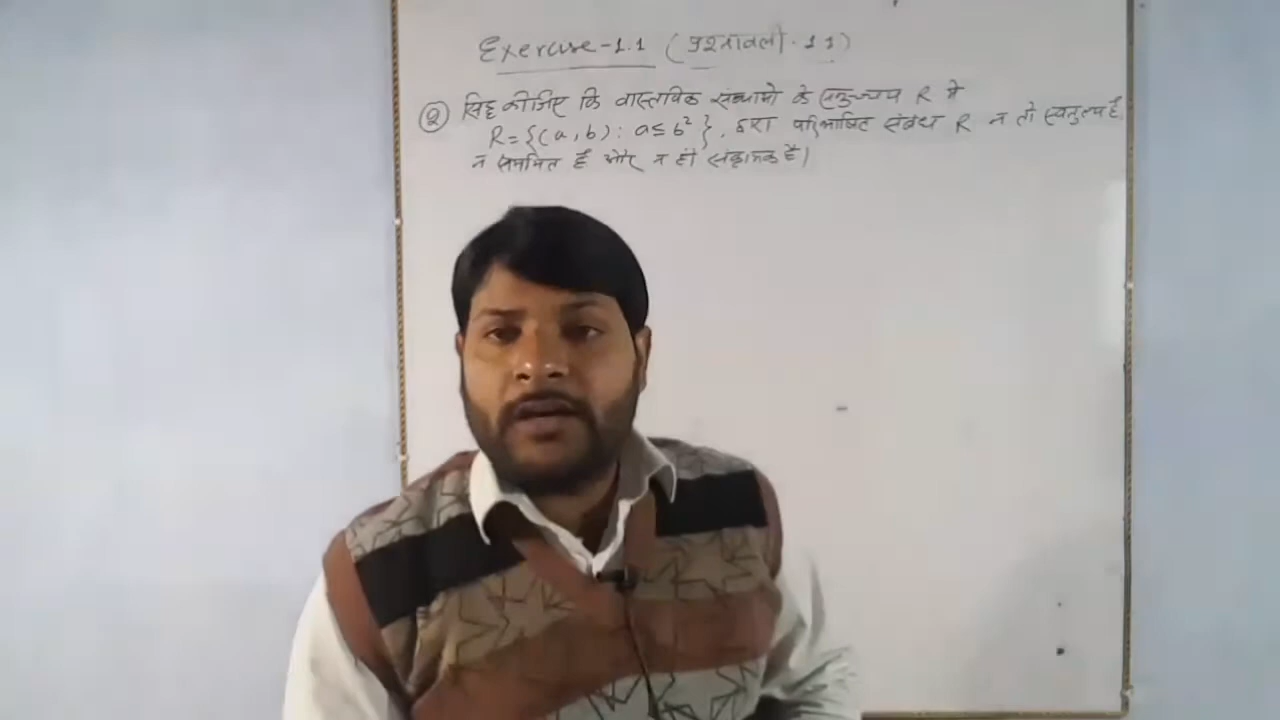 Exercise-1.1 (प्रश्नावली-1.1)
(2) सिद्ध कीजिए कि वास्तविक संख्याओं के समुच्चय R में
R={(a,b): a≤b²}, द्वारा परिभाषित संबंध R न तो स्वतुल्य है,
न सममित है और न ही संक्रामक है।